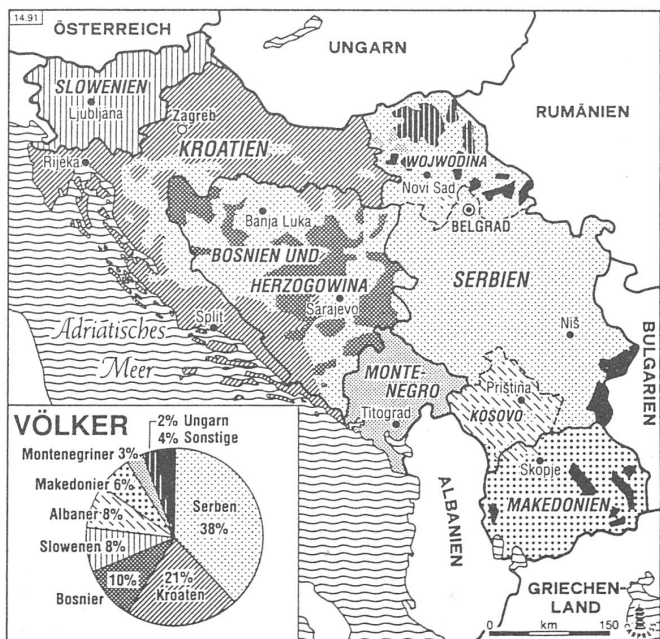 14.91
ÖSTERREICH
UNGARN
RUMÄNIEN
SLOWENIEN
Ljubljana
Zagreb
KROATIEN
Rijeka
WOJWODINA
Novi Sad
BELGRAD
Banja Luka
BOSNIEN UND
HERZOGOWINA
Sarajevo
SERBIEN
Split
Niš
Adriatisches
Meer
MONTE-
NEGRO
Titograd
Priština
KOSOVO
BULGARIEN
Skopje
MAKEDONIEN
ALBANIEN
GRIECHEN-
LAND
0 km 150
VÖLKER
2% Ungarn
4% Sonstige
Montenegriner 3%
Makedonier 6%
Albaner 8%
Slowenen 8%
10%
Bosnier
21%
Kroaten
Serben
38%